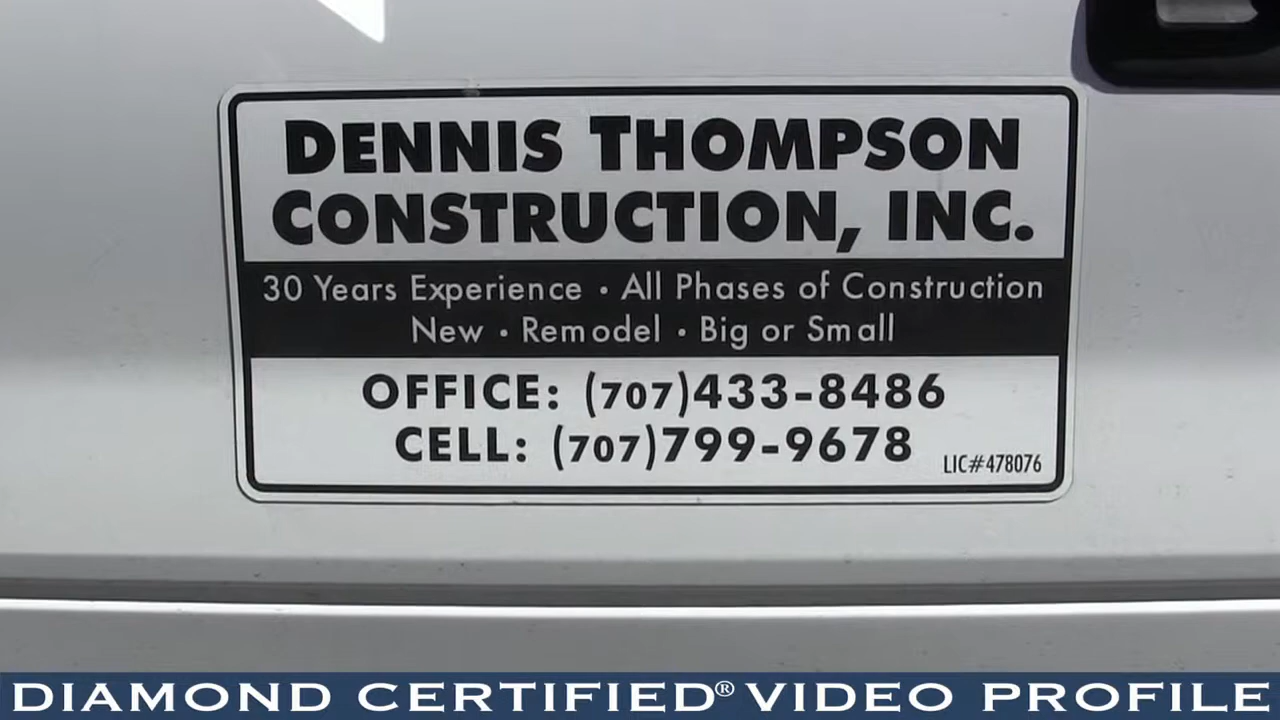 DENNIS THOMPSON
CONSTRUCTION, INC.
30 Years Experience • All Phases of Construction
New • Remodel • Big or Small
OFFICE: (707)433-8486
CELL: (707)799-9678
LIC#478076
DIAMOND CERTIFIED® VIDEO PROFILE